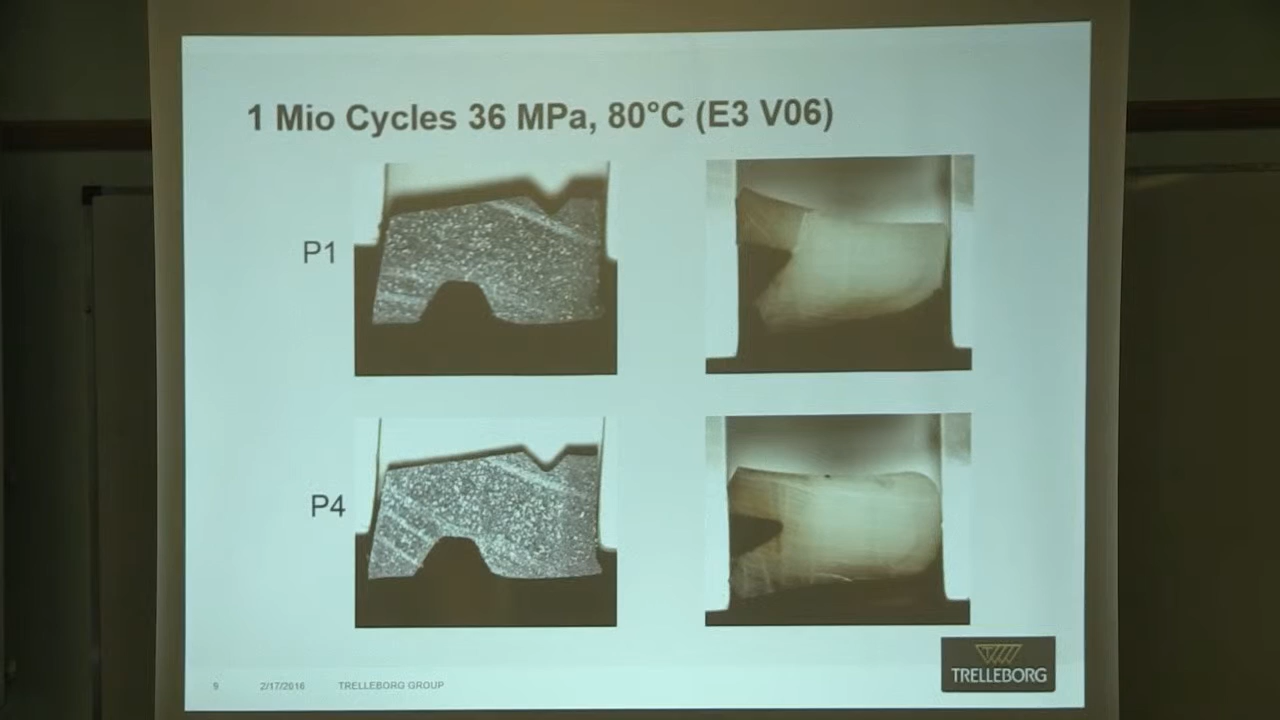 1 Mio Cycles 36 MPa, 80°C (E3 V06)
P1
P4
TRELLEBORG
9 2/17/2016 TRELLEBORG GROUP